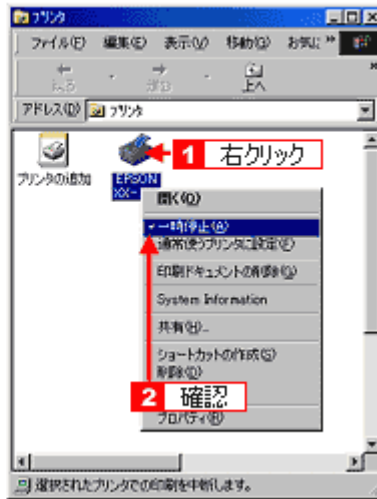 プリンタ
ファイル(F) 編集(E) 表示(V) 移動(G) お気に »
戻る 進む 上へ
アドレス(D) プリンタ
1 右クリック
プリンタの追加 EPSON
XX-
開く(O)
一時停止(A)
通常使うプリンタに設定(E)
印刷ドキュメントの削除(G)
System Information
共有(H)...
ショートカットの作成(S)
削除(D)
2 確認
プロパティ(R)
選択されたプリンタでの印刷を中断します。